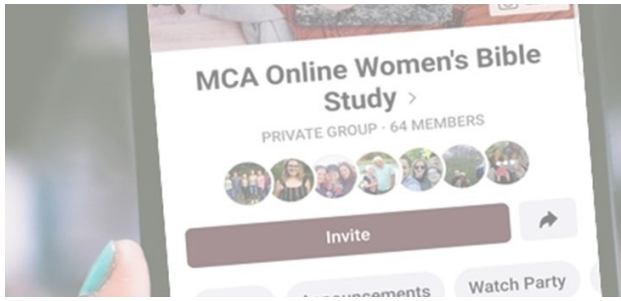 MCA Online Women's Bible
Study >
PRIVATE GROUP · 64 MEMBERS
Invite
Announcements
Watch Party